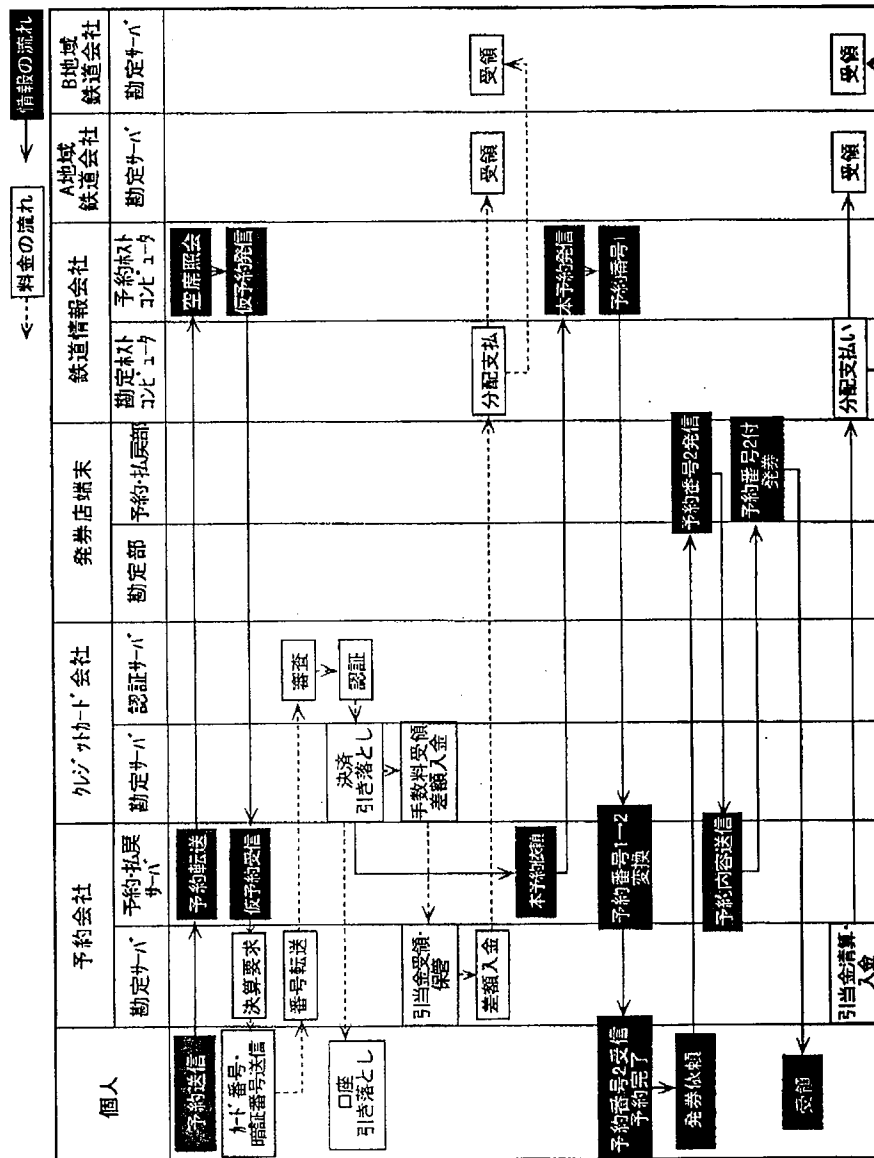 料金の流れ
情報の流れ
個人
予約会社
クレジットカード会社
発券店端末
鉄道情報会社
A地域
鉄道会社
B地域
鉄道会社
勘定サーバ
予約・払戻
サーバ
勘定サーバ
認証サーバ
勘定部
予約・払戻部
勘定ホスト
コンピュータ
予約ホスト
コンピュータ
勘定サーバ
勘定サーバ
予約送信
予約転送
空席照会
カード番号・
暗証番号送信
決算要求
仮予約受信
仮予約発信
番号転送
審査
口座
引き落とし
決済
引き落とし
認証
引当金受領・
保管
手数料受領
差額入金
差額入金
分配支払
受領
受領
本予約依頼
本予約発信
予約番号2受信
予約完了
予約番号1→2
変換
予約番号1
発券依頼
予約番号2発信
予約内容送信
予約番号2付
発券
受領
引当金清算・
入金
分配支払い
受領
受領